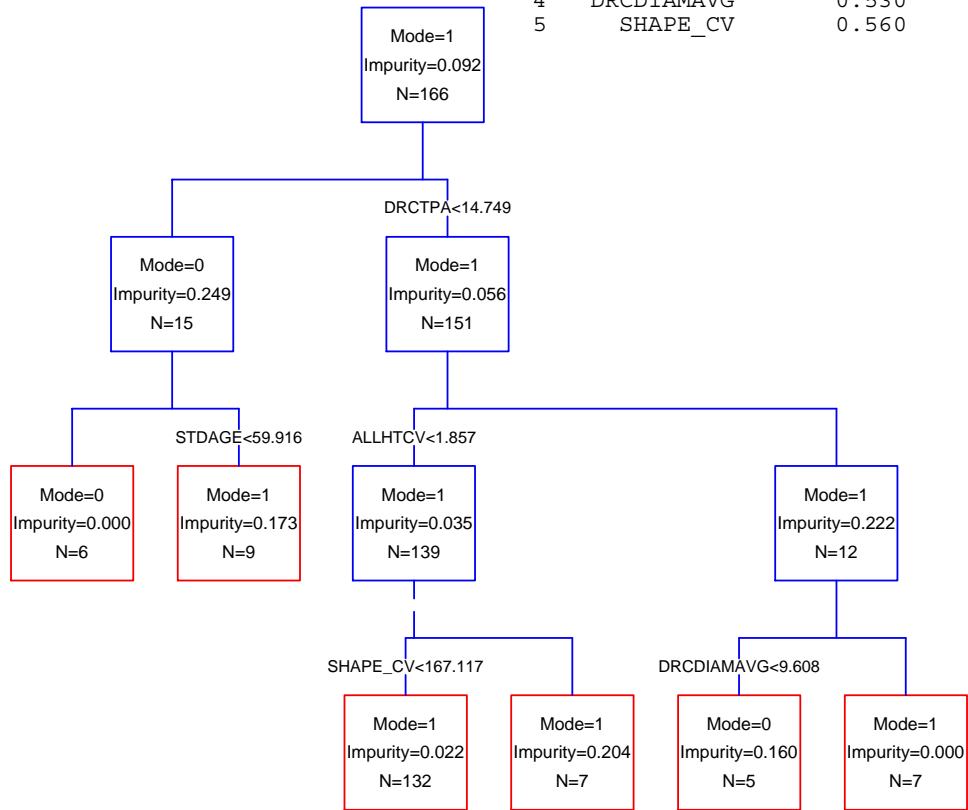 4 DRCDIAMAVG 0.530
5 SHAPE_CV 0.560
Mode=1
Impurity=0.092
N=166
DRCTPA<14.749
Mode=0
Impurity=0.249
N=15
Mode=1
Impurity=0.056
N=151
STDAGE<59.916
ALLHTCV<1.857
Mode=0
Impurity=0.000
N=6
Mode=1
Impurity=0.173
N=9
Mode=1
Impurity=0.035
N=139
Mode=1
Impurity=0.222
N=12
SHAPE_CV<167.117
DRCDIAMAVG<9.608
Mode=1
Impurity=0.022
N=132
Mode=1
Impurity=0.204
N=7
Mode=0
Impurity=0.160
N=5
Mode=1
Impurity=0.000
N=7